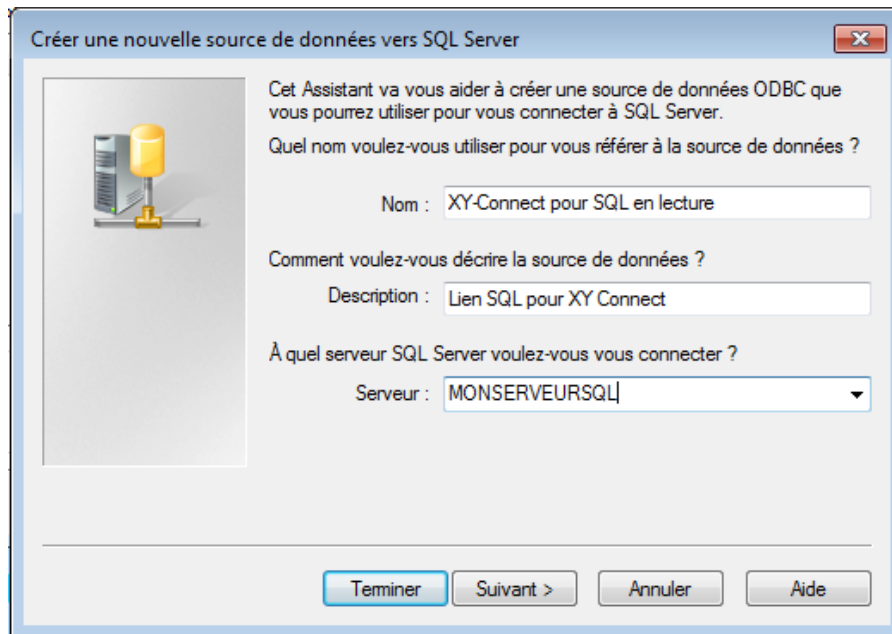 Créer une nouvelle source de données vers SQL Server
Cet Assistant va vous aider à créer une source de données ODBC que
vous pourrez utiliser pour vous connecter à SQL Server.
Quel nom voulez-vous utiliser pour vous référer à la source de données ?
Nom : XY-Connect pour SQL en lecture
Comment voulez-vous décrire la source de données ?
Description : Lien SQL pour XY Connect
À quel serveur SQL Server voulez-vous vous connecter ?
Serveur : MONSERVEURSQL
Terminer Suivant > Annuler Aide